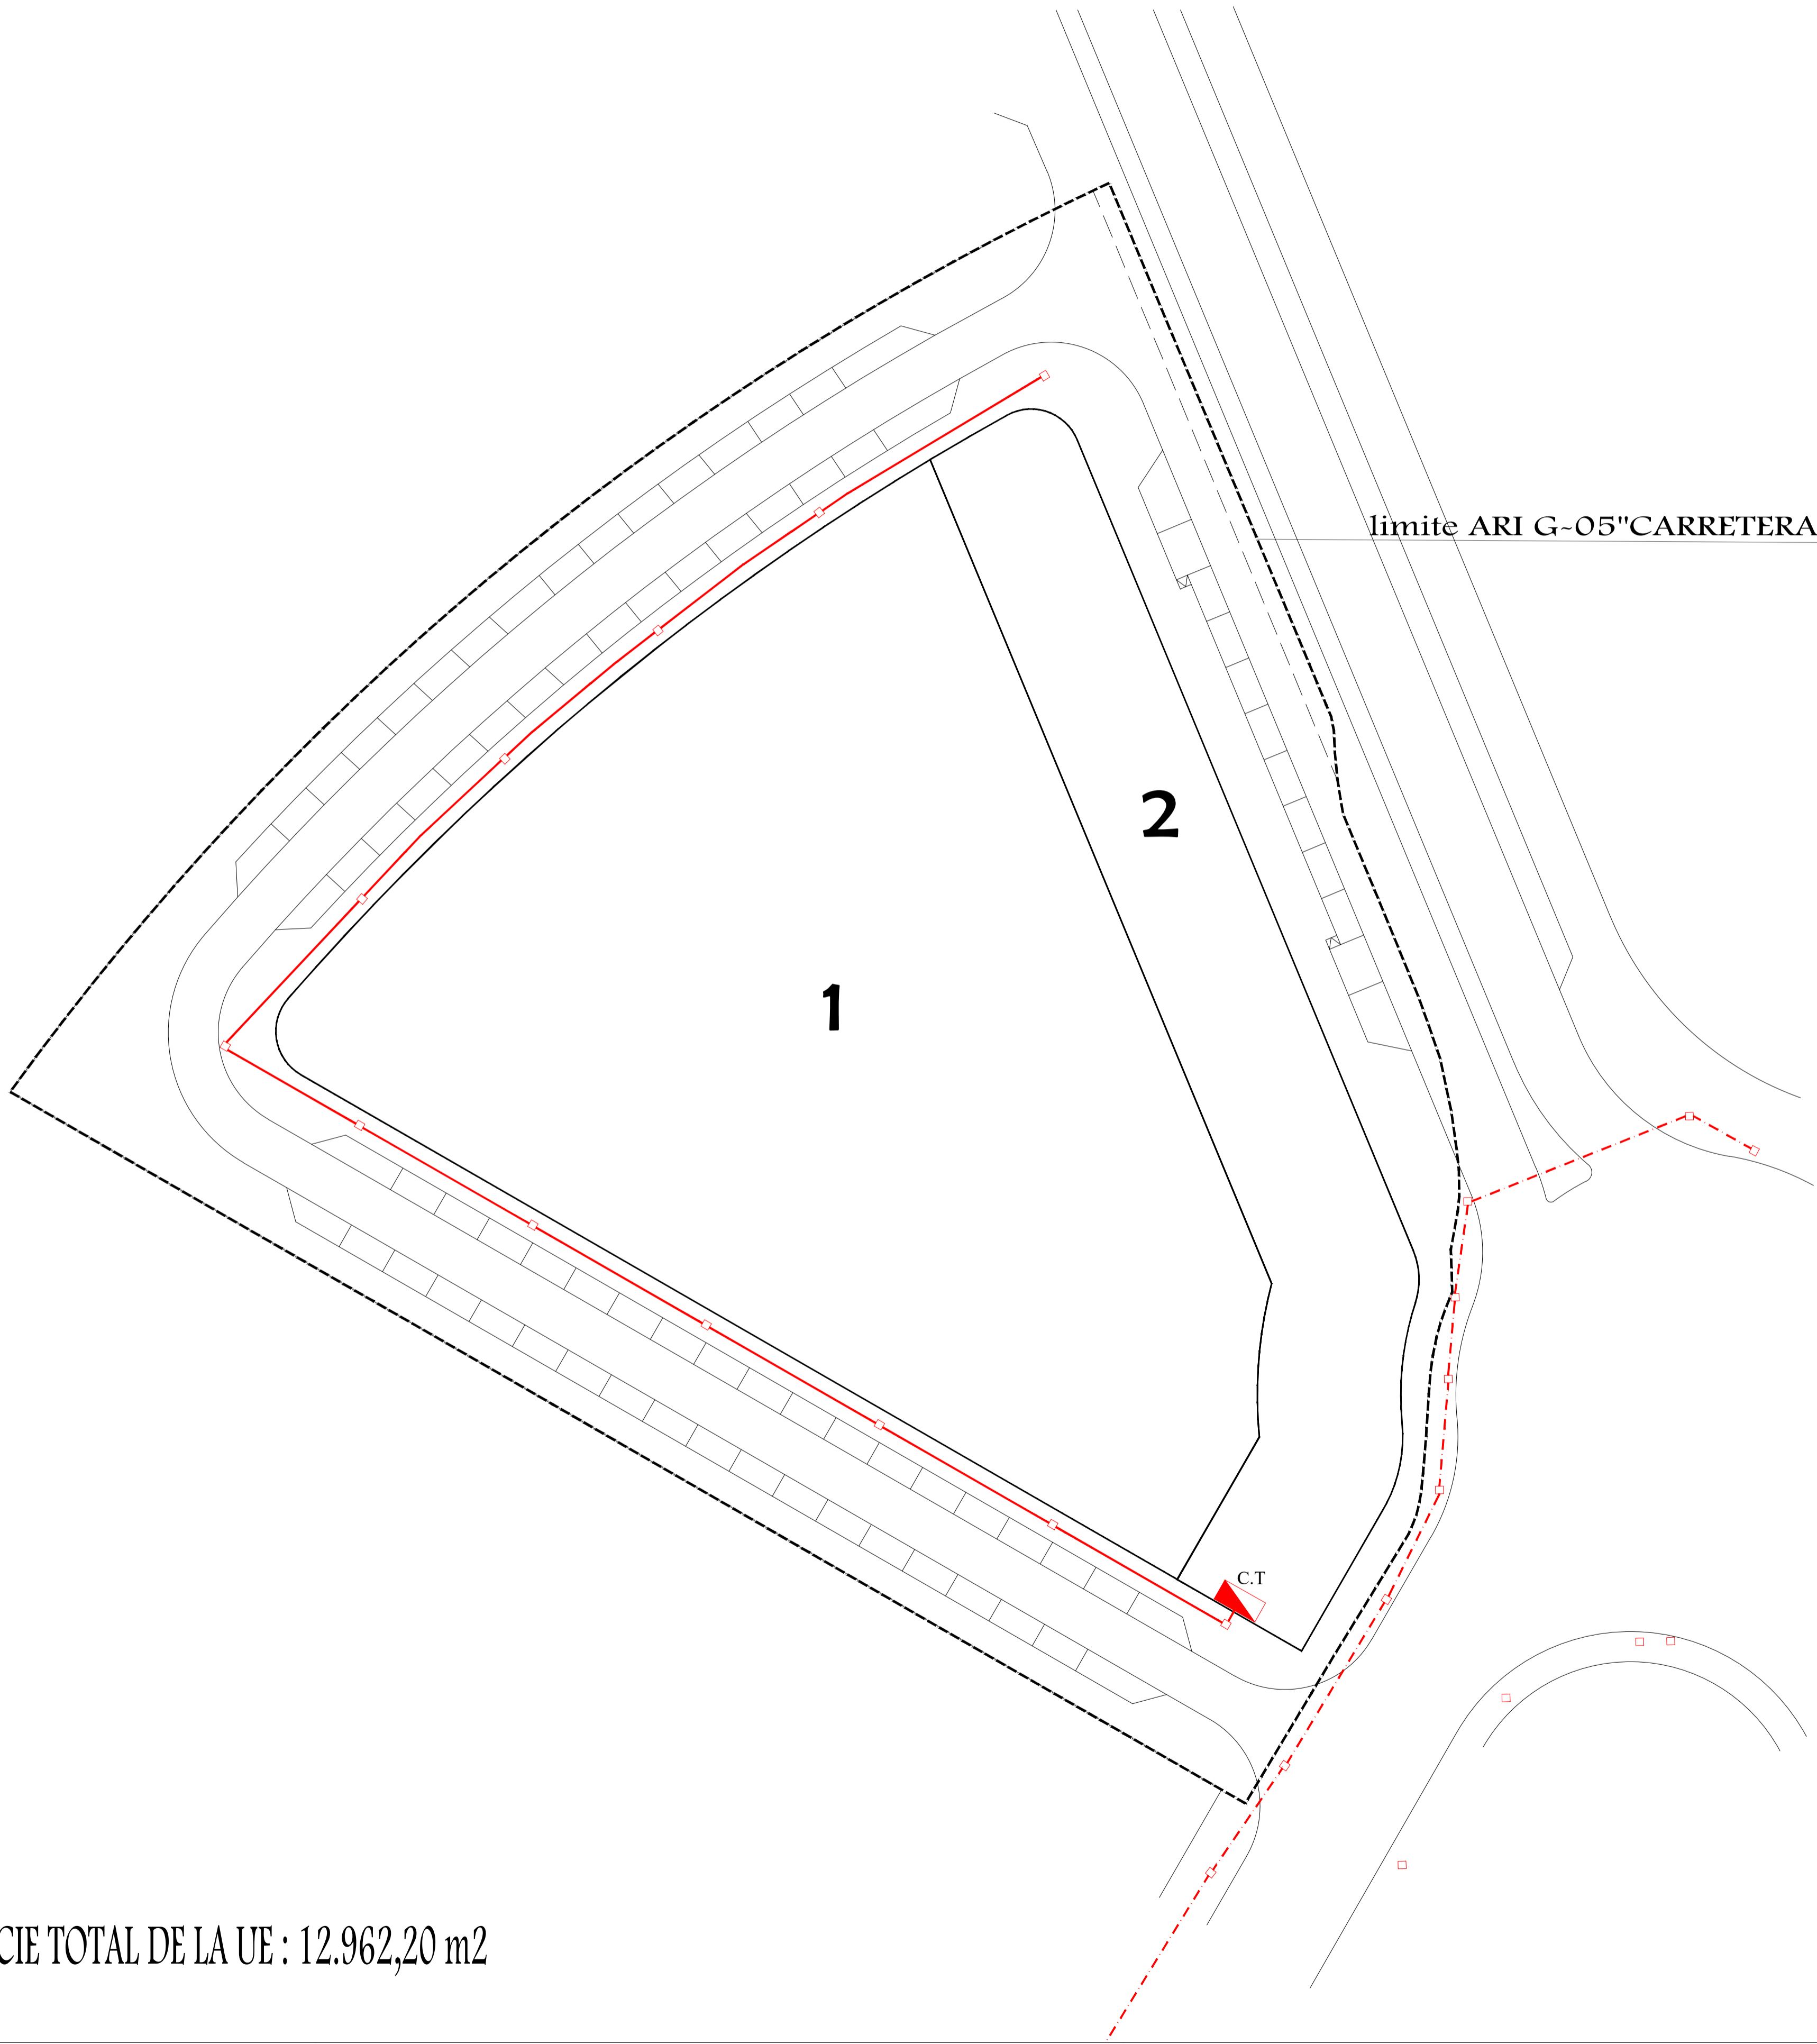 limite ARI G~05"CARRETERA
2
1
C.T
CIE TOTAL DE LA UE : 12.962,20 m2